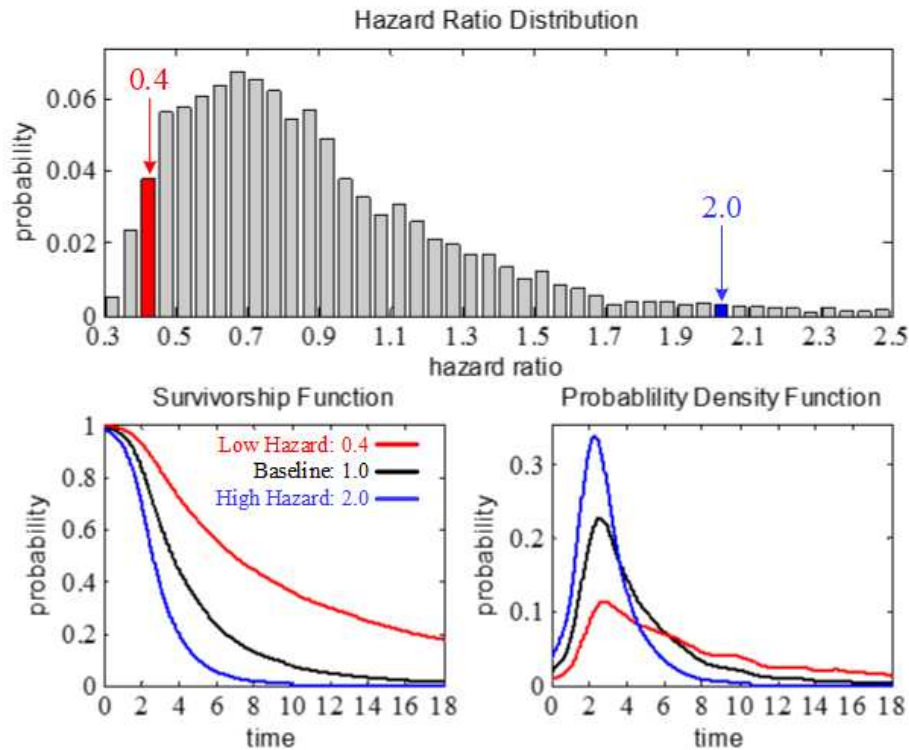 Hazard Ratio Distribution
0.4
2.0
probability
0.06
0.04
0.02
0
0.3 0.5 0.7 0.9 1.1 1.3 1.5 1.7 1.9 2.1 2.3 2.5
hazard ratio
Survivorship Function
Low Hazard: 0.4
Baseline: 1.0
High Hazard: 2.0
probability
1
0.8
0.6
0.4
0.2
0
0 2 4 6 8 10 12 14 16 18
time
Probablility Density Function
probability
0.3
0.2
0.1
0
0 2 4 6 8 10 12 14 16 18
time